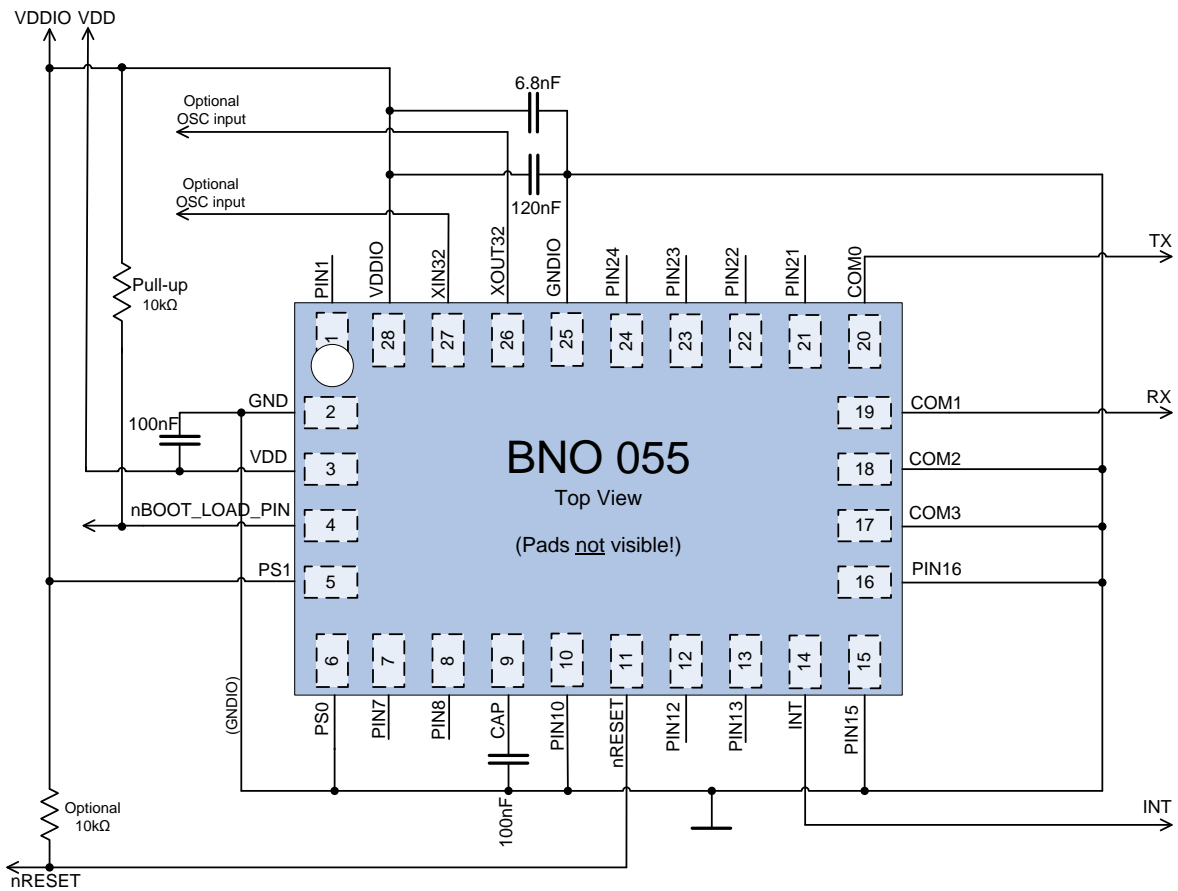 VDDIO VDD
6.8nF
Optional
OSC input
Optional
OSC input
120nF
TX
PIN1
VDDIO
XIN32
XOUT32
GNDIO
PIN24
PIN23
PIN22
PIN21
COM0
Pull-up
10kΩ
1
28
27
26
25
24
23
22
21
20
GND
2
19
COM1
RX
100nF
VDD
3
BNO 055
18
COM2
Top View
nBOOT_LOAD_PIN
4
17
COM3
(Pads not visible!)
PS1
5
16
PIN16
6
7
8
9
10
11
12
13
14
15
(GNDIO)
PS0
PIN7
PIN8
CAP
PIN10
nRESET
PIN12
PIN13
INT
PIN15
100nF
Optional
10kΩ
INT
nRESET